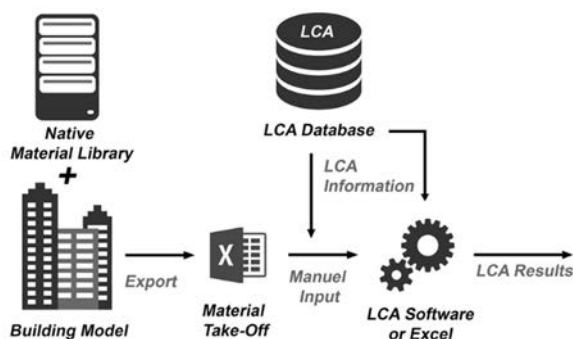 LCA
Native
Material Library
+
LCA Database
LCA
Information
Building Model
Export
X
Material
Take-Off
Manuel
Input
LCA Software
or Excel
LCA Results